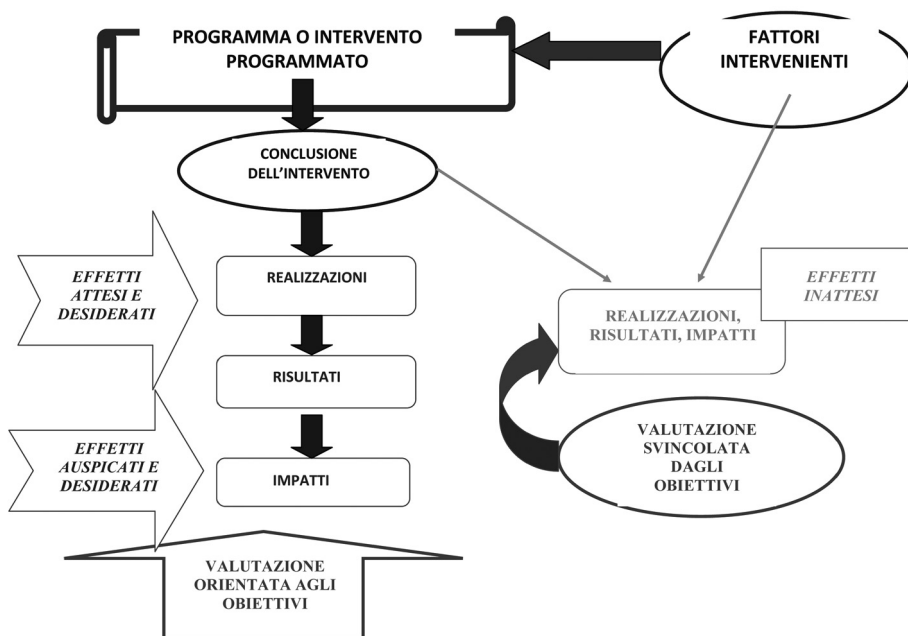 PROGRAMMA O INTERVENTO
PROGRAMMATO
FATTORI
INTERVENIENTI
CONCLUSIONE
DELL'INTERVENTO
EFFETTI
ATTESI E
DESIDERATI
REALIZZAZIONI
EFFETTI
INATTESI
REALIZZAZIONI,
RISULTATI, IMPATTI
RISULTATI
EFFETTI
AUSPICATI E
DESIDERATI
IMPATTI
VALUTAZIONE
SVINCOLATA
DAGLI
OBIETTIVI
VALUTAZIONE
ORIENTATA AGLI
OBIETTIVI